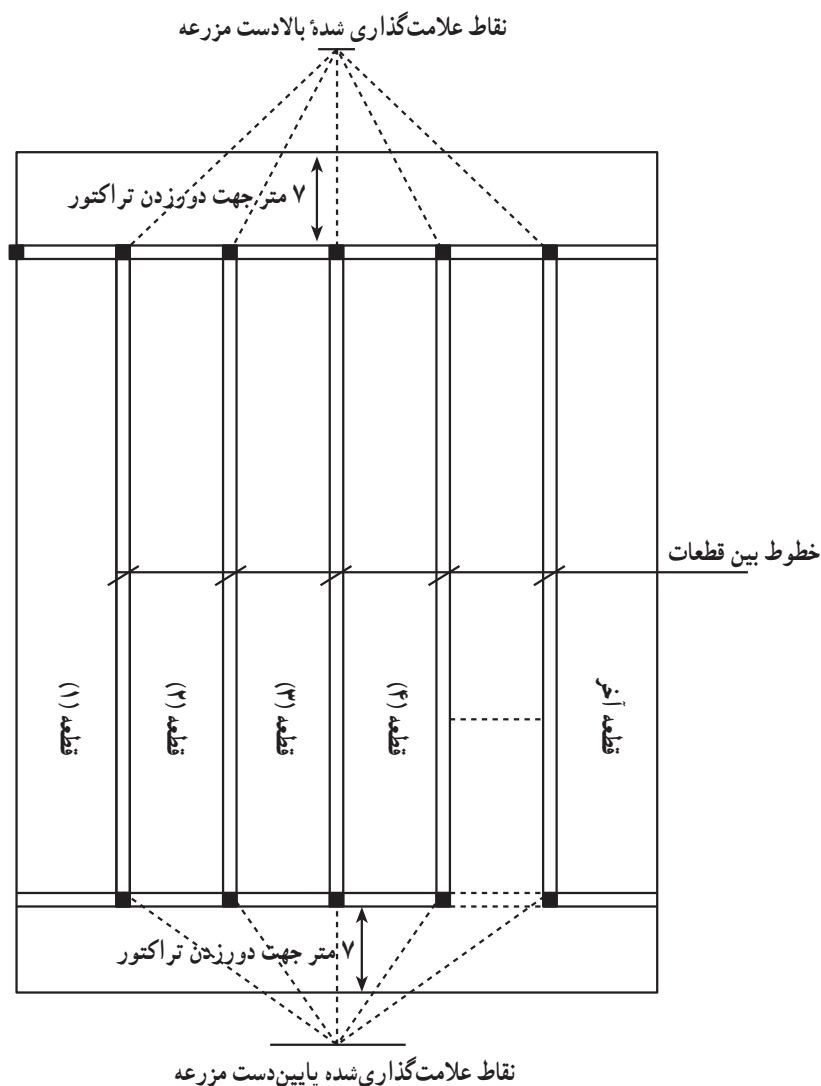 نقاط علامت‌گذاری شدهٔ بالادست مزرعه
۷ متر جهت دورزدن تراکتور
خطوط بین قطعات
قطعه (۱)
قطعه (۲)
قطعه (۳)
قطعه (۴)
قطعه آخر
۷ متر جهت دورزدن تراکتور
نقاط علامت‌گذاری‌شده پایین‌دست مزرعه